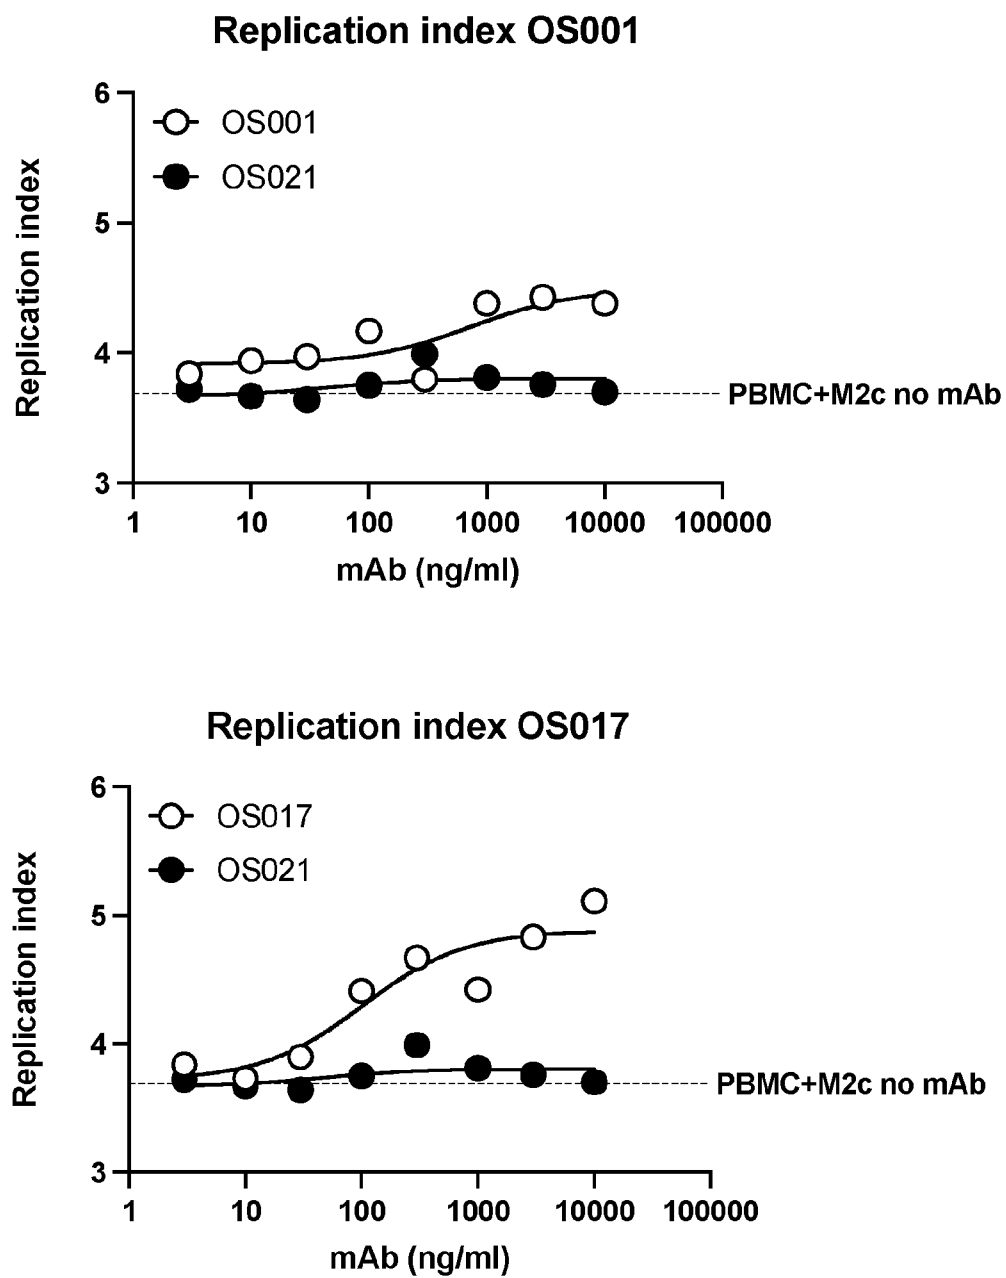 Replication index OS001
6
OS001
OS021
5
Replication index
4
PBMC+M2c no mAb
3
1 10 100 1000 10000 100000
mAb (ng/ml)
Replication index OS017
6
OS017
OS021
5
Replication index
4
PBMC+M2c no mAb
3
1 10 100 1000 10000 100000
mAb (ng/ml)